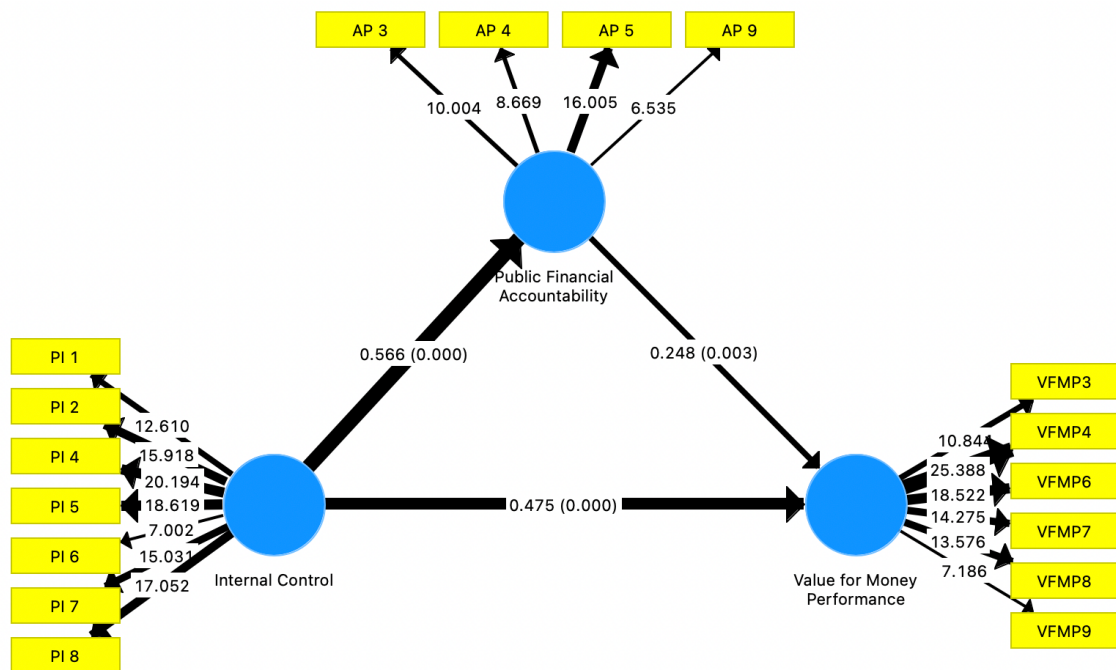 AP 3
AP 4
AP 5
AP 9
10.004
8.669
16.005
6.535
Public Financial
Accountability
0.566 (0.000)
0.248 (0.003)
PI 1
PI 2
PI 4
PI 5
PI 6
PI 7
PI 8
12.610
15.918
20.194
18.619
7.002
15.031
17.052
Internal Control
0.475 (0.000)
Value for Money
Performance
10.844
25.388
18.522
14.275
13.576
7.186
VFMP3
VFMP4
VFMP6
VFMP7
VFMP8
VFMP9